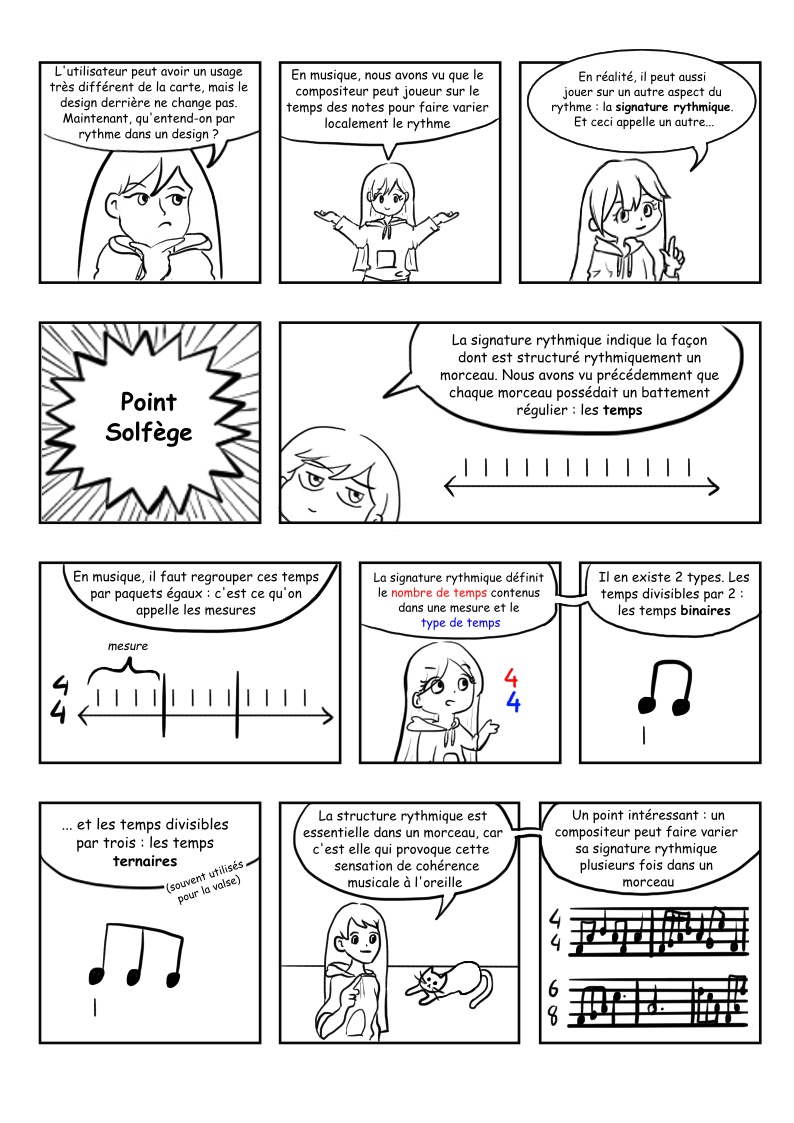 L'utilisateur peut avoir un usage
très différent de la carte, mais le
design derrière ne change pas.
Maintenant, qu'entend-on par
rythme dans un design ?
En musique, nous avons vu que le
compositeur peut joueur sur le
temps des notes pour faire varier
localement le rythme
En réalité, il peut aussi
jouer sur un autre aspect du
rythme : la signature rythmique.
Et ceci appelle un autre...
Point
Solfège
La signature rythmique indique la façon
dont est structuré rythmiquement un
morceau. Nous avons vu précédemment que
chaque morceau possédait un battement
régulier : les temps
En musique, il faut regrouper ces temps
par paquets égaux : c'est ce qu'on
appelle les mesures
mesure
4
4
La signature rythmique définit
le nombre de temps contenus
dans une mesure et le
type de temps
4
4
Il en existe 2 types. Les
temps divisibles par 2 :
les temps binaires
... et les temps divisibles
par trois : les temps
ternaires
(souvent utilisés
pour la valse)
La structure rythmique est
essentielle dans un morceau, car
c'est elle qui provoque cette
sensation de cohérence
musicale à l'oreille
Un point intéressant : un
compositeur peut faire varier
sa signature rythmique
plusieurs fois dans un
morceau
4
4
6
8